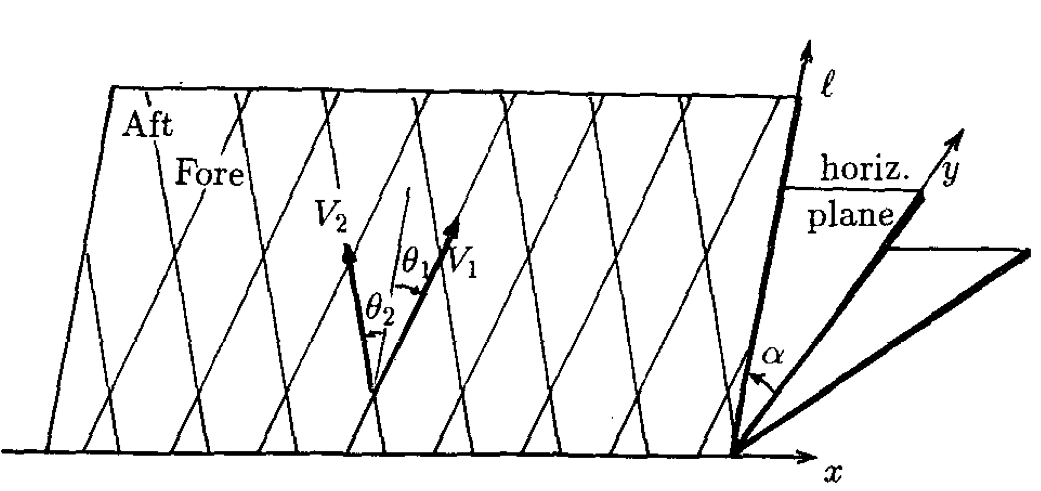 ℓ
Aft
horiz.
y
Fore
plane
V₂
θ₁
V₁
θ₂
α
x